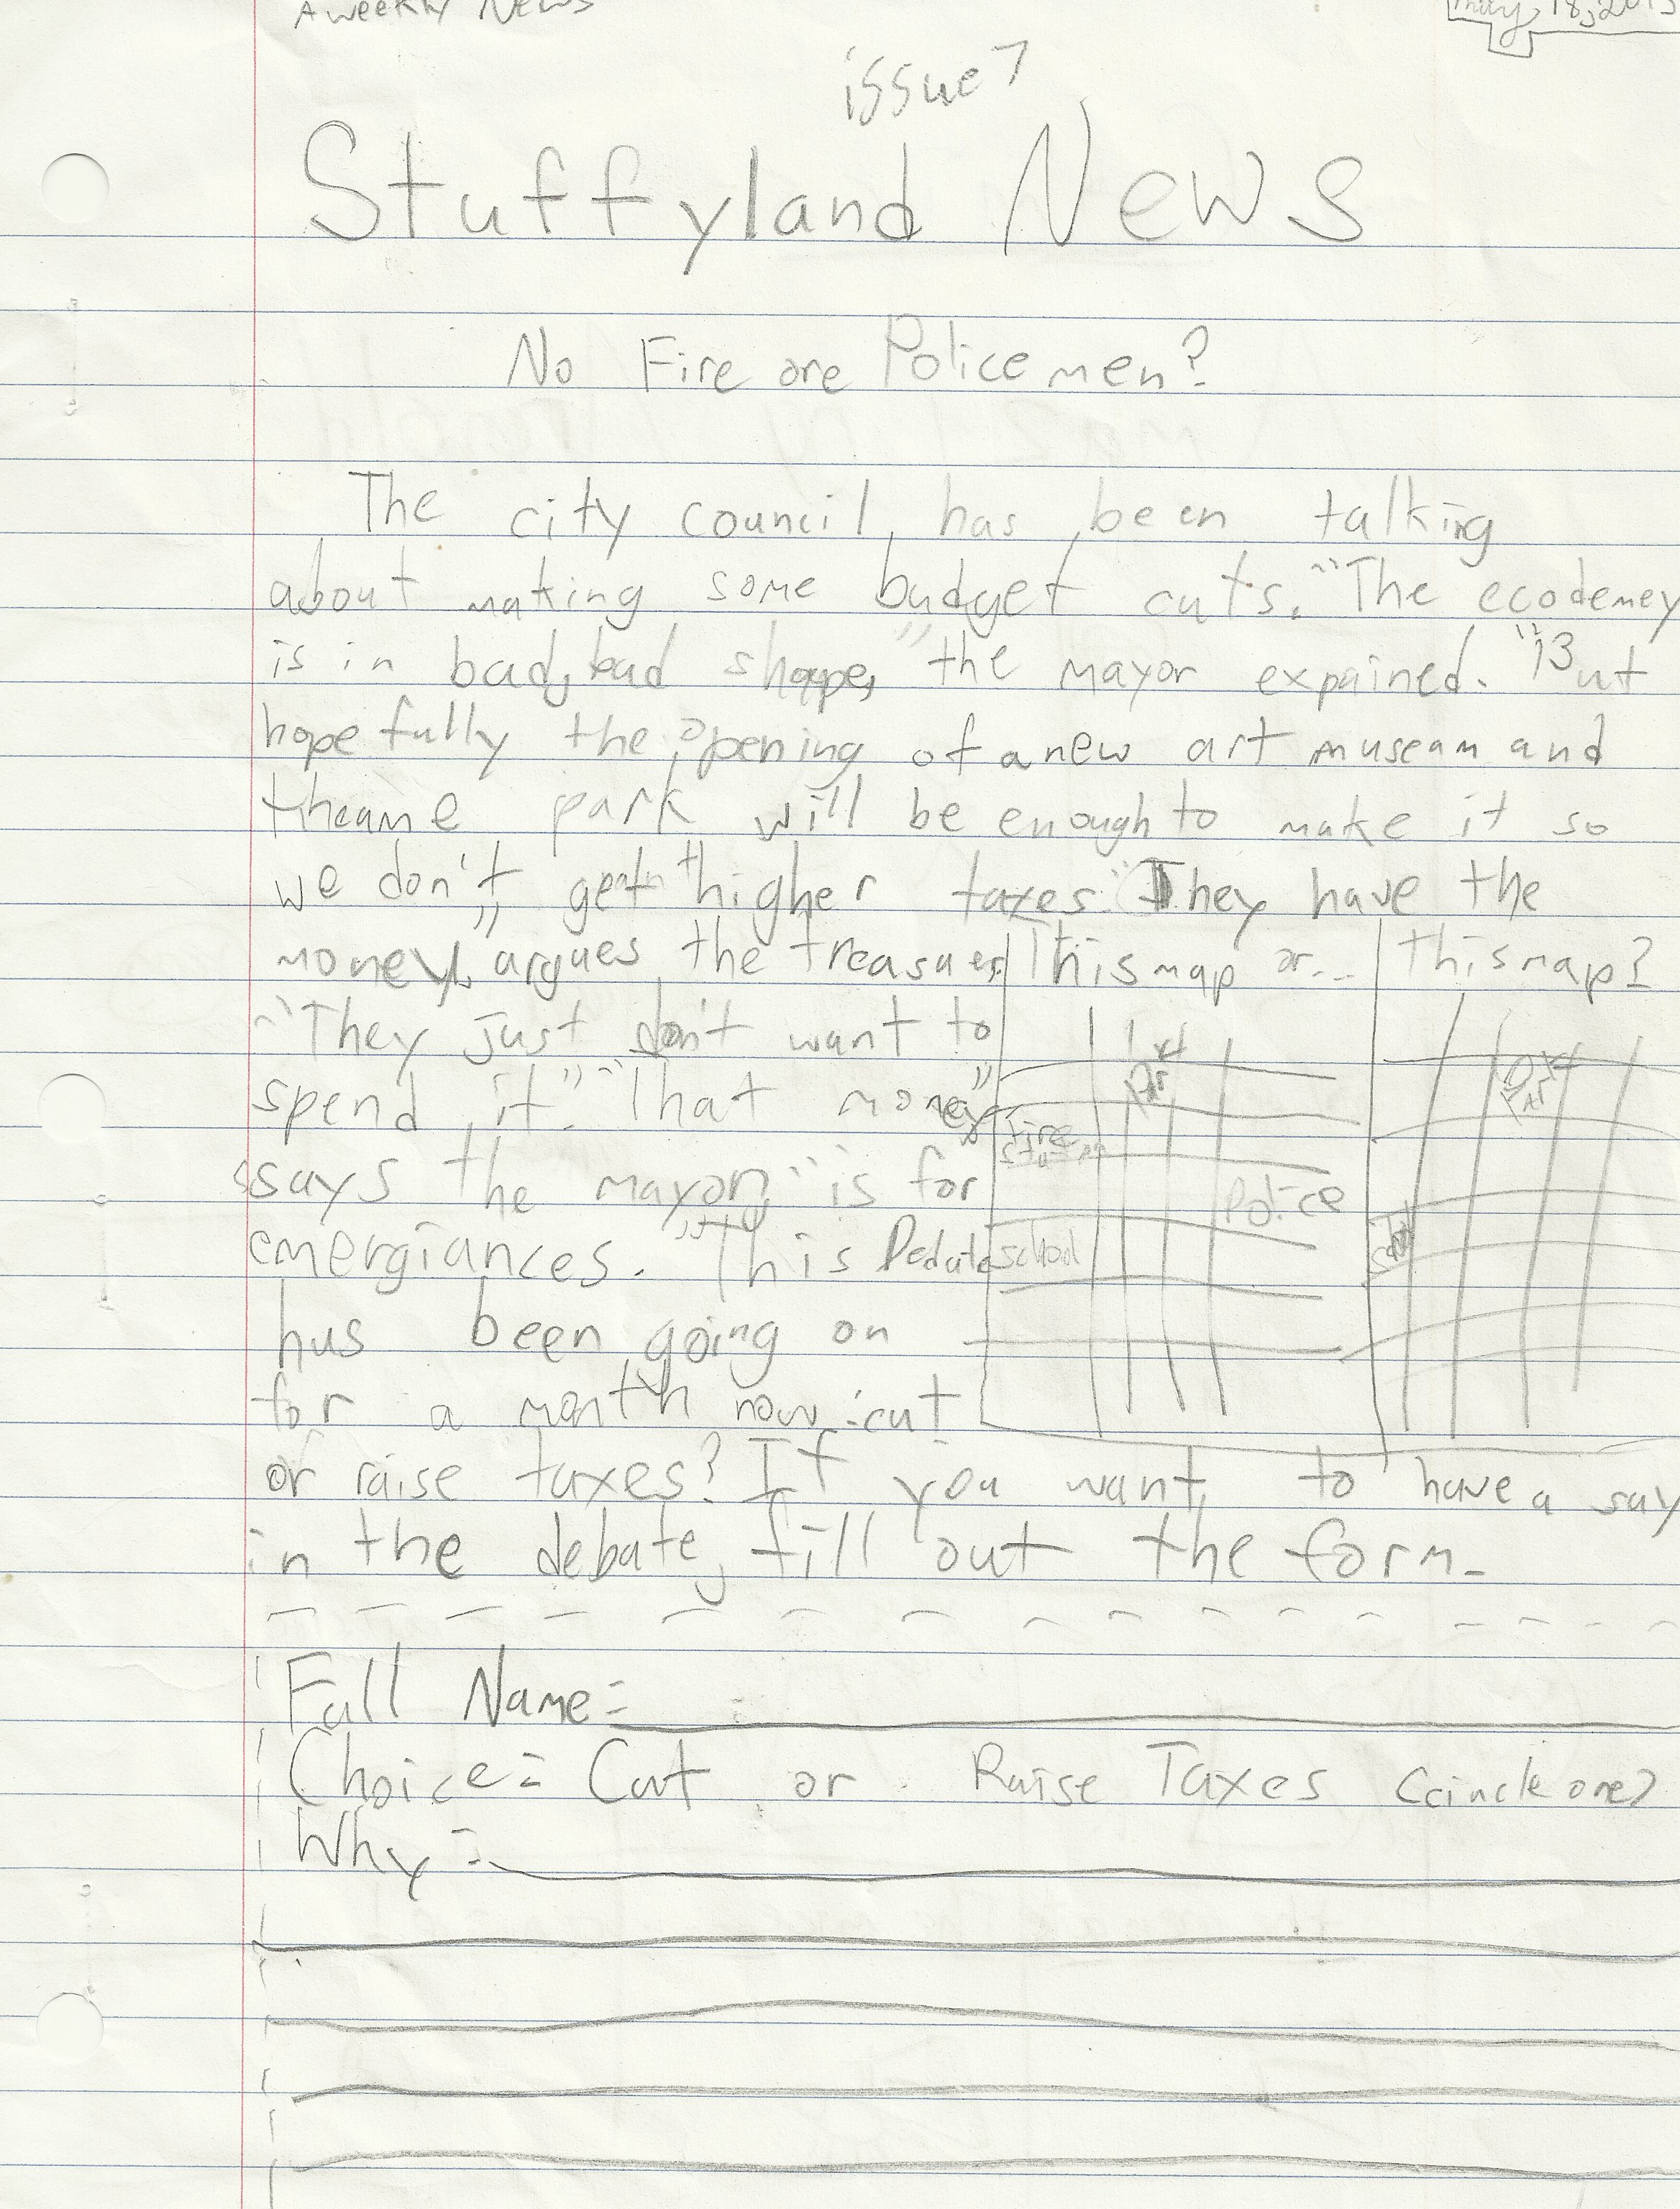 A weekly News
May, 18, 201
issue 7
Stuffyland News
No Fire ore Policemen?
The city council has been talking
about making some budget cuts. "The ecodemey
is in bad, bad shape," the mayor expained. "But
hopefully the opening of a new art museam and
theame park will be enough to make it so
we don't get higher taxes." "They have the
money," argues the treasuer.
"They just don't want to
spend it." "That money"
says the mayor, "is for
emergiances." This Debate
has been going on
for a month now: cut
or raise taxes? If you want to have a say
in the debate, fill out the form.
This map or...
Park
Fire
Station
Police
School
this map?
Park
School
Full Name:
Choice: Cut or Raise Taxes (ciricle one)
Why: